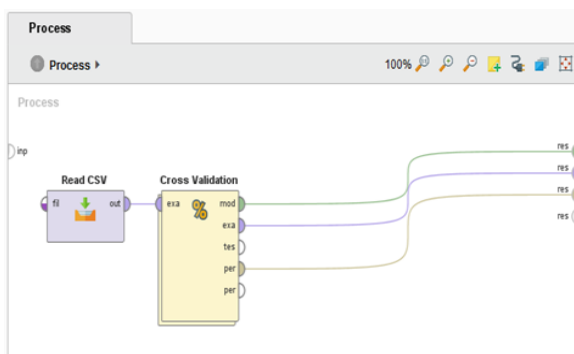 Process
Process
100%
Process
inp
Read CSV
fil
out
Cross Validation
exa
%
mod
exa
tes
per
per
res
res
res
res